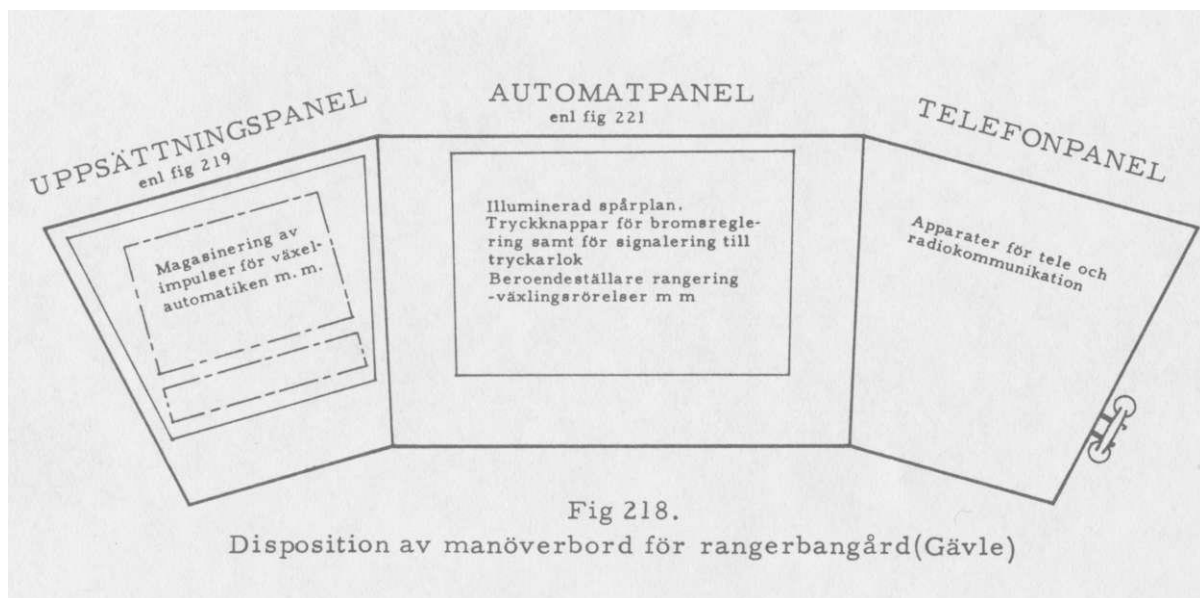 UPPSÄTTNINGSPANEL
enl fig 219
Magasinering av
impulser för växel-
automatiken m. m.
AUTOMATPANEL
enl fig 221
Illuminerad spårplan.
Tryckknappar för bromsregle-
ring samt för signalering till
tryckarlok
Beroendeställare rangering
-växlingsrörelser m m
TELEFONPANEL
Apparater för tele och
radiokommunikation
Fig 218.
Disposition av manöverbord för rangerbangård(Gävle)